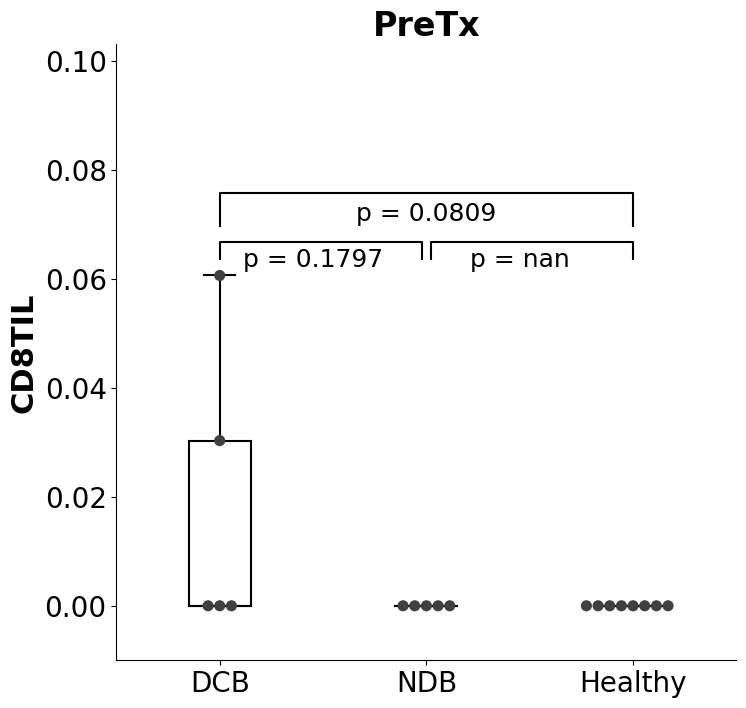 PreTx
0.10
0.08
p = 0.0809
p = 0.1797
p = nan
0.06
CD8TIL
0.04
0.02
0.00
DCB
NDB
Healthy